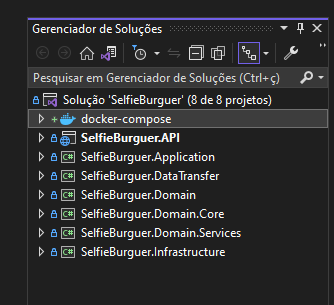 Gerenciador de Soluções
Pesquisar em Gerenciador de Soluções (Ctrl+ç)
Solução 'SelfieBurguer' (8 de 8 projetos)
docker-compose
SelfieBurguer.API
C# SelfieBurguer.Application
C# SelfieBurguer.DataTransfer
C# SelfieBurguer.Domain
C# SelfieBurguer.Domain.Core
C# SelfieBurguer.Domain.Services
C# SelfieBurguer.Infrastructure